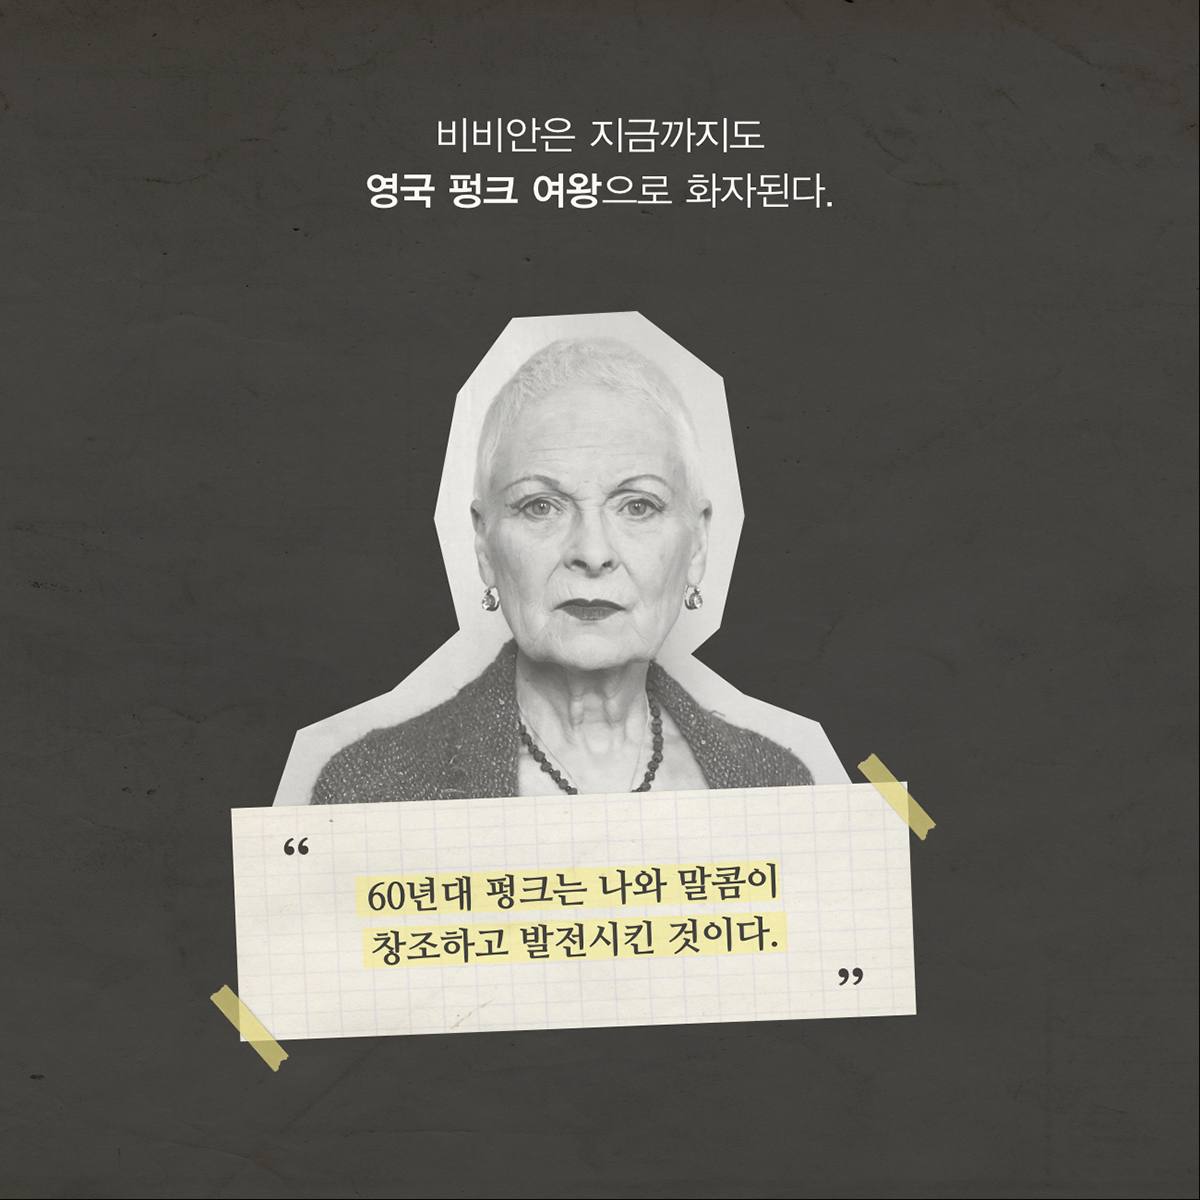 비비안은 지금까지도
영국 펑크 여왕으로 화자된다.
“
60년대 펑크는 나와 말콤이
창조하고 발전시킨 것이다.
”